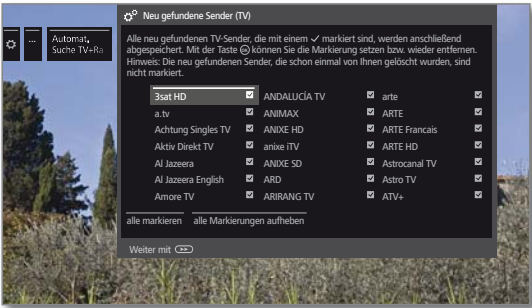 Neu gefundene Sender (TV)
...
Automat.
Suche TV+Ra
Alle neu gefundenen TV-Sender, die mit einem ✓ markiert sind, werden anschließend
abgespeichert. Mit der Taste OK können Sie die Markierung setzen bzw. wieder entfernen.
Hinweis: Die neu gefundenen Sender, die schon einmal von Ihnen gelöscht wurden, sind
nicht markiert.
3sat HD ANDALUCÍA TV arte
a.tv ANIMAX ARTE
Achtung Singles TV ANIXE HD ARTE Francais
Aktiv Direkt TV anixe iTV ARTE HD
Al Jazeera ANIXE SD Astrocanal TV
Al Jazeera English ARD Astro TV
Amore TV ARIRANG TV ATV+
alle markieren alle Markierungen aufheben
Weiter mit